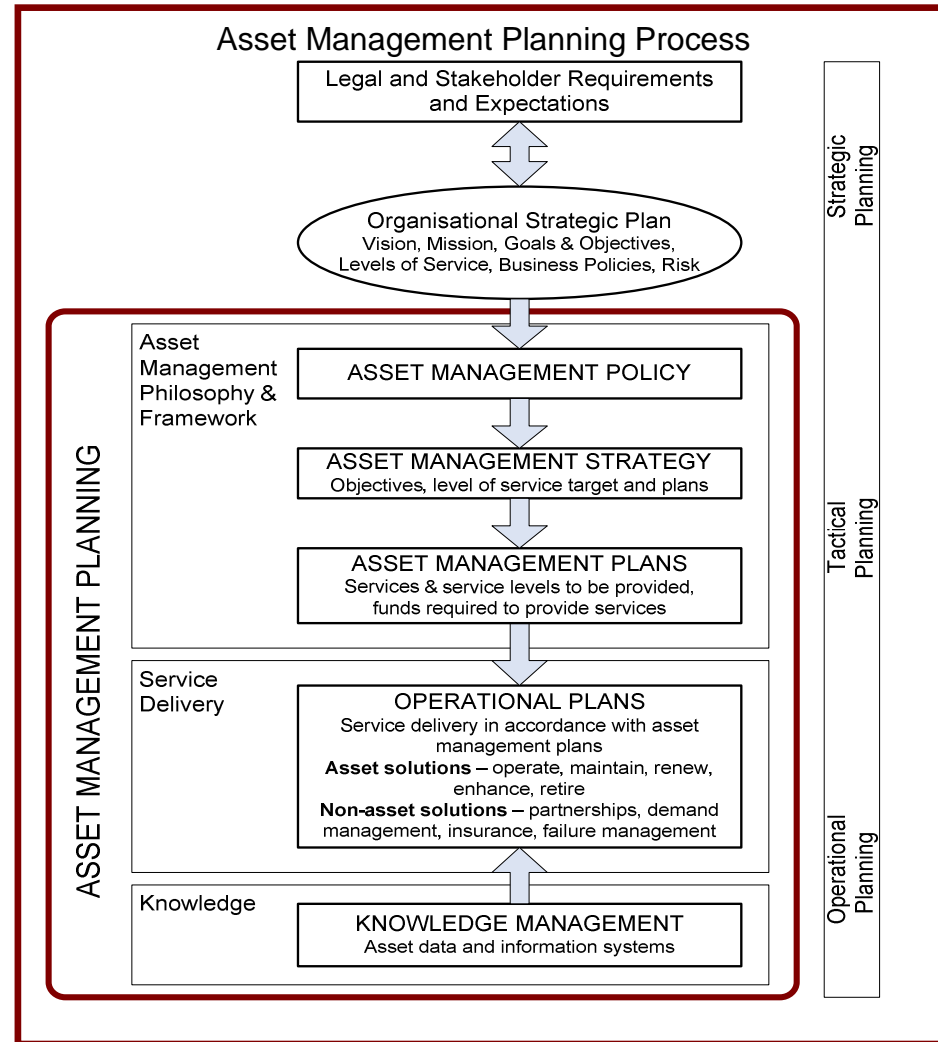 Asset Management Planning Process
Legal and Stakeholder Requirements
and Expectations
Organisational Strategic Plan
Vision, Mission, Goals & Objectives,
Levels of Service, Business Policies, Risk
Strategic
Planning
ASSET MANAGEMENT PLANNING
Asset
Management
Philosophy &
Framework
ASSET MANAGEMENT POLICY
ASSET MANAGEMENT STRATEGY
Objectives, level of service target and plans
ASSET MANAGEMENT PLANS
Services & service levels to be provided,
funds required to provide services
Tactical
Planning
Service
Delivery
OPERATIONAL PLANS
Service delivery in accordance with asset
management plans
Asset solutions – operate, maintain, renew,
enhance, retire
Non-asset solutions – partnerships, demand
management, insurance, failure management
Operational
Planning
Knowledge
KNOWLEDGE MANAGEMENT
Asset data and information systems